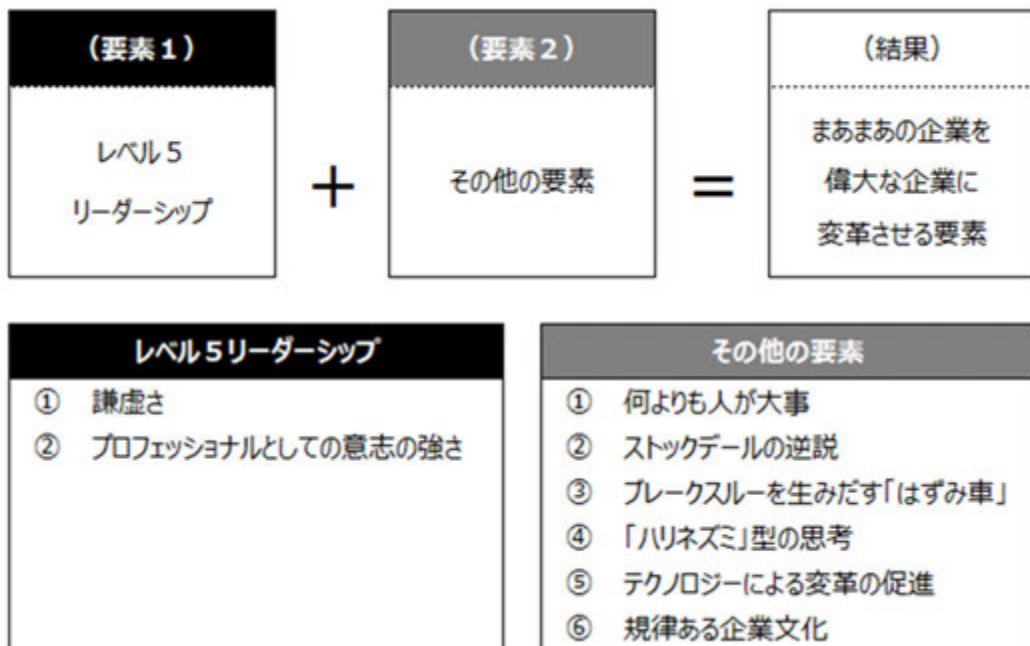 （要素１）
レベル５
リーダーシップ
＋
（要素２）
その他の要素
＝
（結果）
まあまあの企業を
偉大な企業に
変革させる要素
レベル５リーダーシップ
① 謙虚さ
② プロフェッショナルとしての意志の強さ
その他の要素
① 何よりも人が大事
② ストックデールの逆説
③ ブレークスルーを生みだす「はずみ車」
④ 「ハリネズミ」型の思考
⑤ テクノロジーによる変革の促進
⑥ 規律ある企業文化